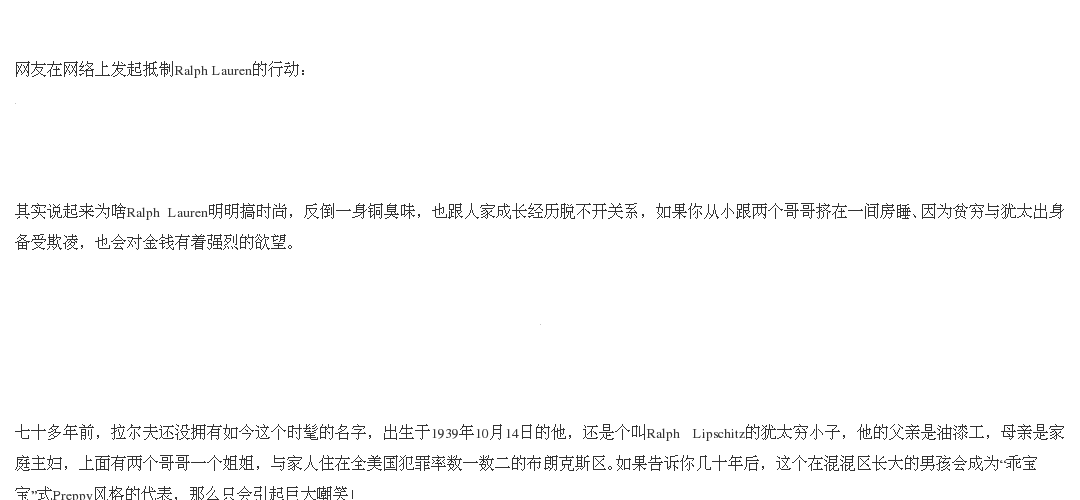 网友在网络上发起抵制Ralph Lauren的行动：
其实说起来为啥Ralph Lauren明明搞时尚，反倒一身铜臭味，也跟人家成长经历脱不开关系，如果你从小跟两个哥哥挤在一间房睡、因为贫穷与犹太出身
备受欺凌，也会对金钱有着强烈的欲望。
七十多年前，拉尔夫还没拥有如今这个时髦的名字，出生于1939年10月14日的他，还是个叫Ralph Lipschitz的犹太穷小子，他的父亲是油漆工，母亲是家
庭主妇，上面有两个哥哥一个姐姐，与家人住在全美国犯罪率数一数二的布朗克斯区。如果告诉你几十年后，这个在混混区长大的男孩会成为“乖宝
宝”式Preppy风格的代表，那么只会引起巨大嘲笑！